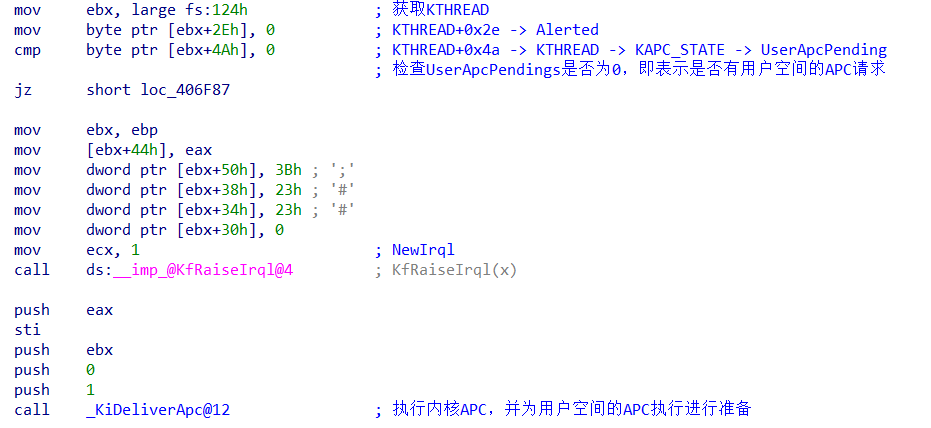 mov ebx, large fs:124h ; 获取KTHREAD
mov byte ptr [ebx+2Eh], 0 ; KTHREAD+0x2e -> Alerted
cmp byte ptr [ebx+4Ah], 0 ; KTHREAD+0x4a -> KTHREAD -> KAPC_STATE -> UserApcPending
; 检查UserApcPendings是否为0，即表示是否有用户空间的APC请求
jz short loc_406F87
mov ebx, ebp
mov [ebx+44h], eax
mov dword ptr [ebx+50h], 3Bh ; ';'
mov dword ptr [ebx+38h], 23h ; '#'
mov dword ptr [ebx+34h], 23h ; '#'
mov dword ptr [ebx+30h], 0
mov ecx, 1 ; NewIrql
call ds:__imp_@KfRaiseIrql@4 ; KfRaiseIrql(x)
push eax
sti
push ebx
push 0
push 1
call _KiDeliverApc@12 ; 执行内核APC，并为用户空间的APC执行进行准备